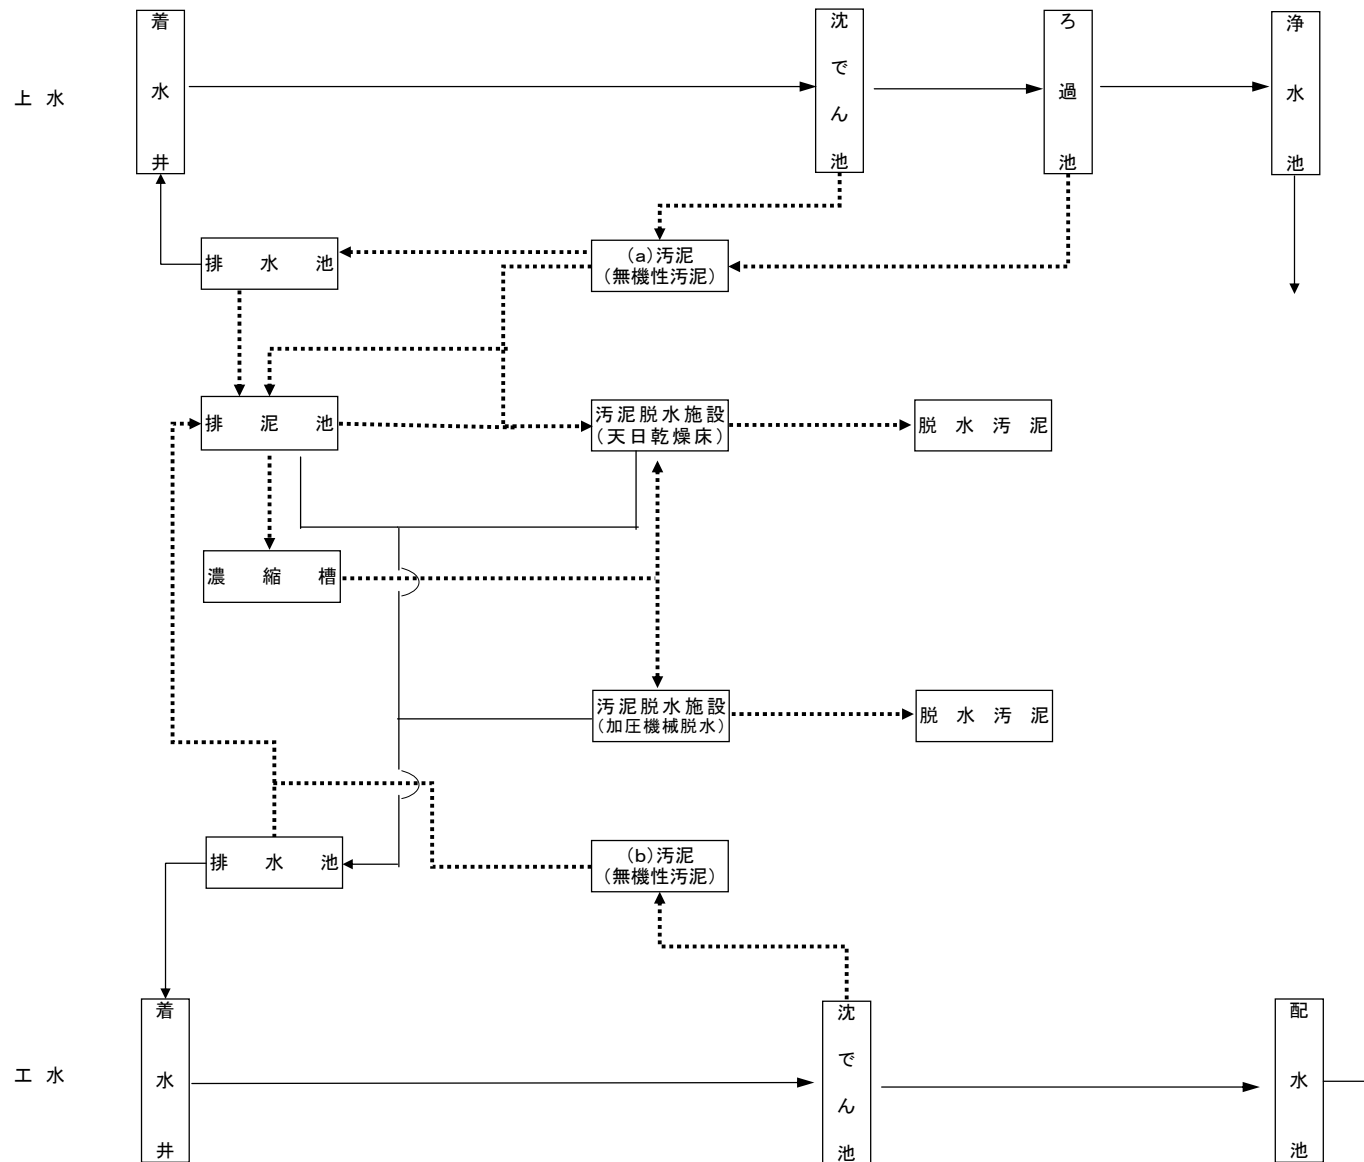 上 水
着水井
沈でん池
ろ過池
浄水池
排 水 池
(a)汚泥
(無機性汚泥)
排 泥 池
汚泥脱水施設
(天日乾燥床)
脱 水 汚 泥
濃 縮 槽
汚泥脱水施設
(加圧機械脱水)
脱 水 汚 泥
排 水 池
(b)汚泥
(無機性汚泥)
工 水
着水井
沈でん池
配水池